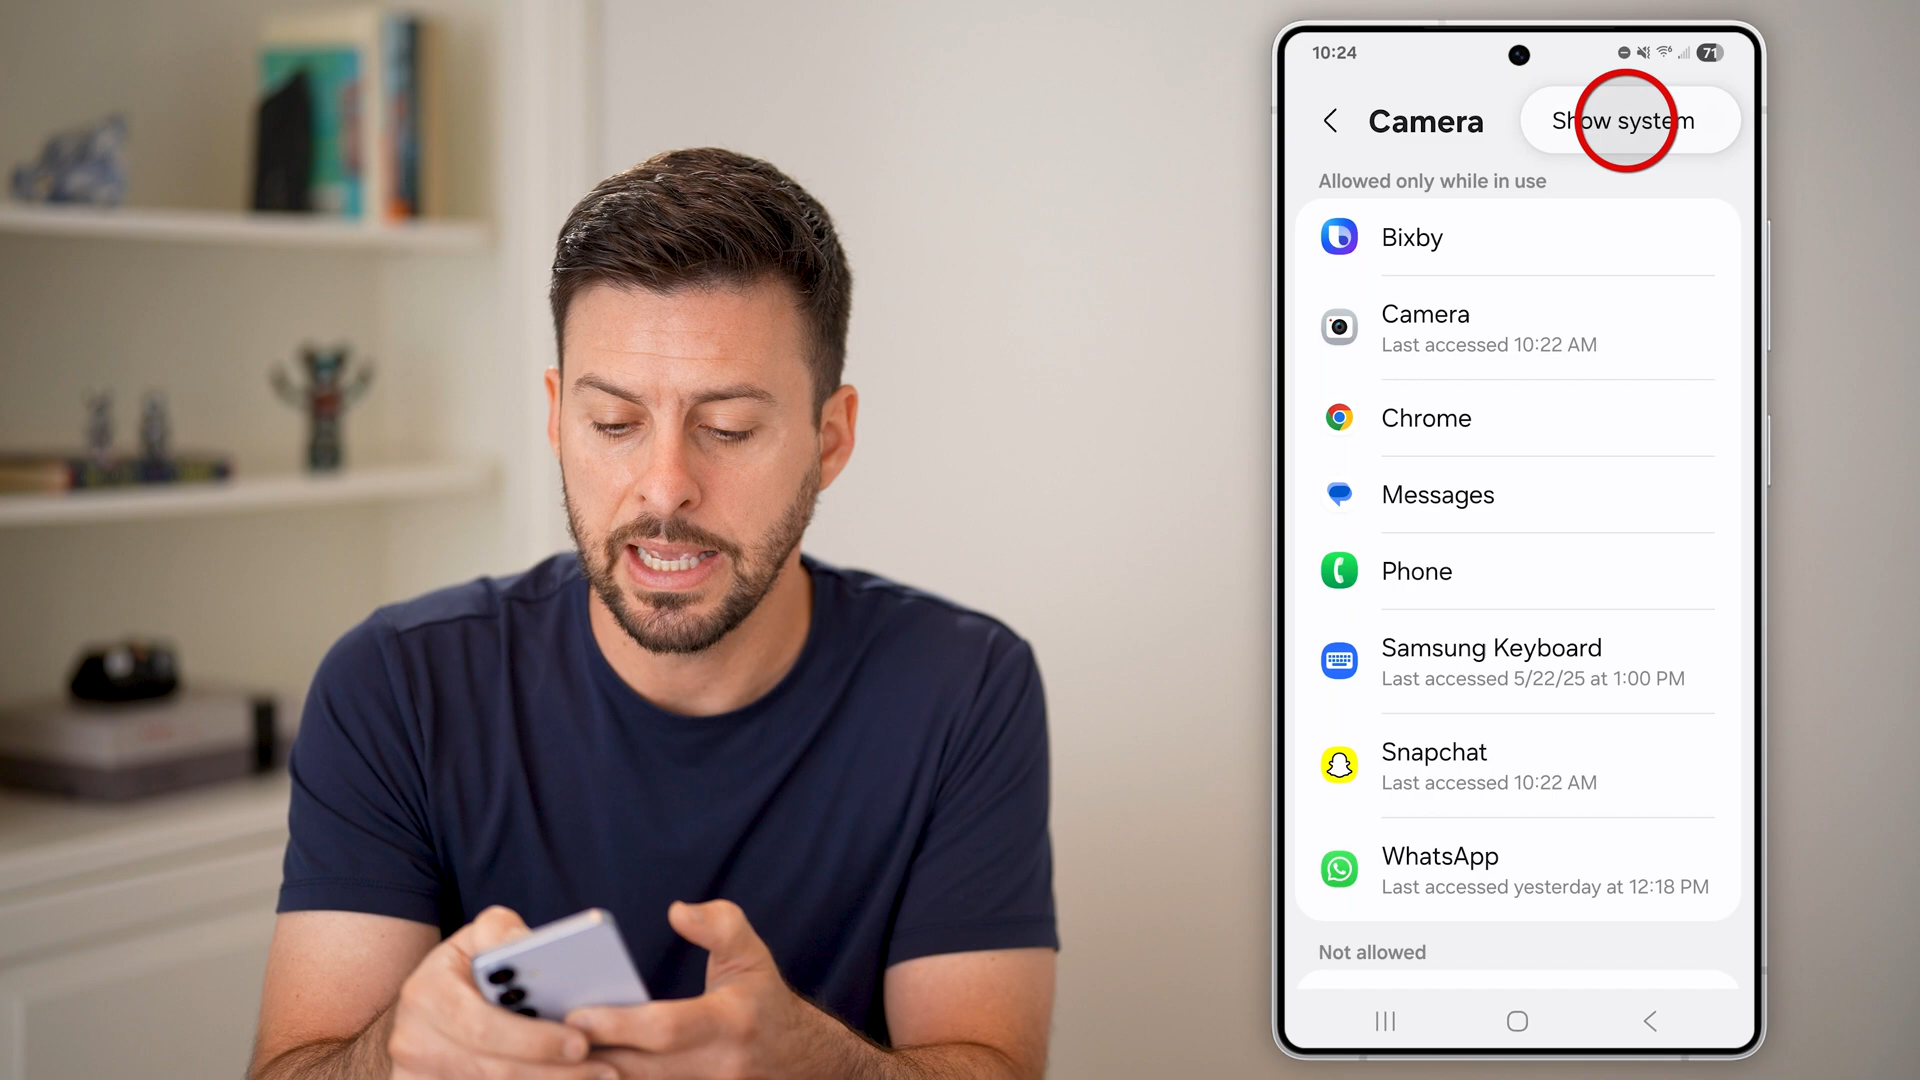 10:24
71
Camera
Show system
Allowed only while in use
Bixby
Camera
Last accessed 10:22 AM
Chrome
Messages
Phone
Samsung Keyboard
Last accessed 5/22/25 at 1:00 PM
Snapchat
Last accessed 10:22 AM
WhatsApp
Last accessed yesterday at 12:18 PM
Not allowed